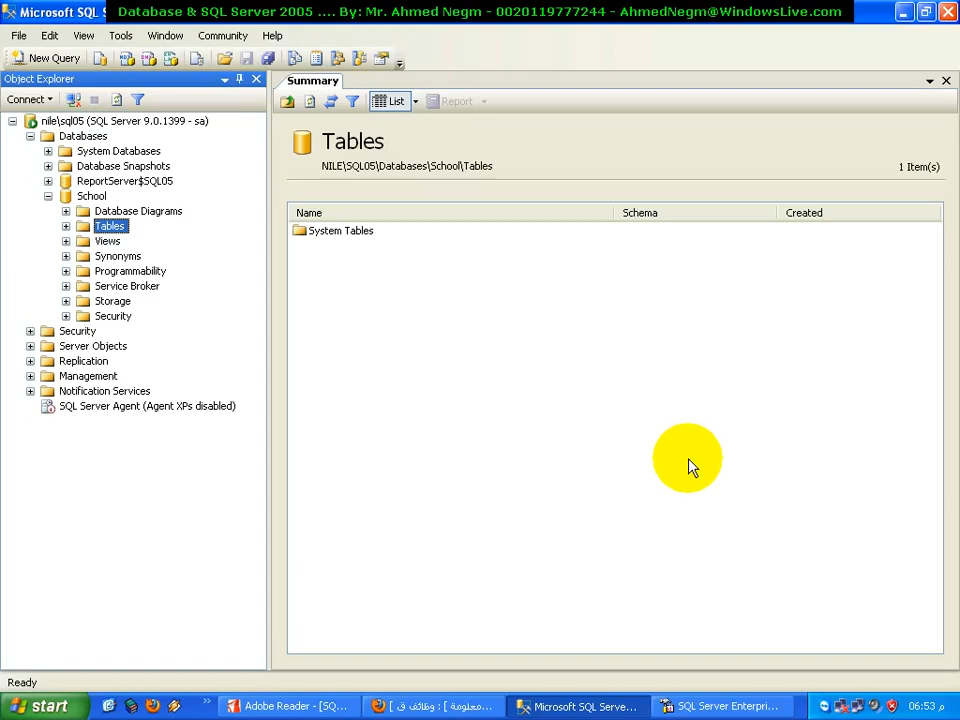 Microsoft SQL S
Database & SQL Server 2005 .... By: Mr. Ahmed Negm - 0020119777244 - AhmedNegm@WindowsLive.com
File Edit View Tools Window Community Help
New Query
Object Explorer
Summary
Connect
List
Report
nile\sql05 (SQL Server 9.0.1399 - sa)
Databases
System Databases
Database Snapshots
ReportServer$SQL05
School
Database Diagrams
Tables
Views
Synonyms
Programmability
Service Broker
Storage
Security
Security
Server Objects
Replication
Management
Notification Services
SQL Server Agent (Agent XPs disabled)
Tables
NILE\SQL05\Databases\School\Tables
1 Item(s)
Name Schema Created
System Tables
Ready
start
Adobe Reader - [SQ...
معلومة ] : وظائف ق ] ...
Microsoft SQL Serve...
SQL Server Enterpri...
06:53 م